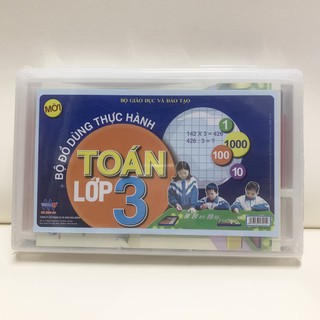 MỚI
BỘ GIÁO DỤC VÀ ĐÀO TẠO
BỘ ĐỒ DÙNG THỰC HÀNH
TOÁN
LỚP 3
142 X 3 = 426
426 : 3 = ?
1
1000
100
10